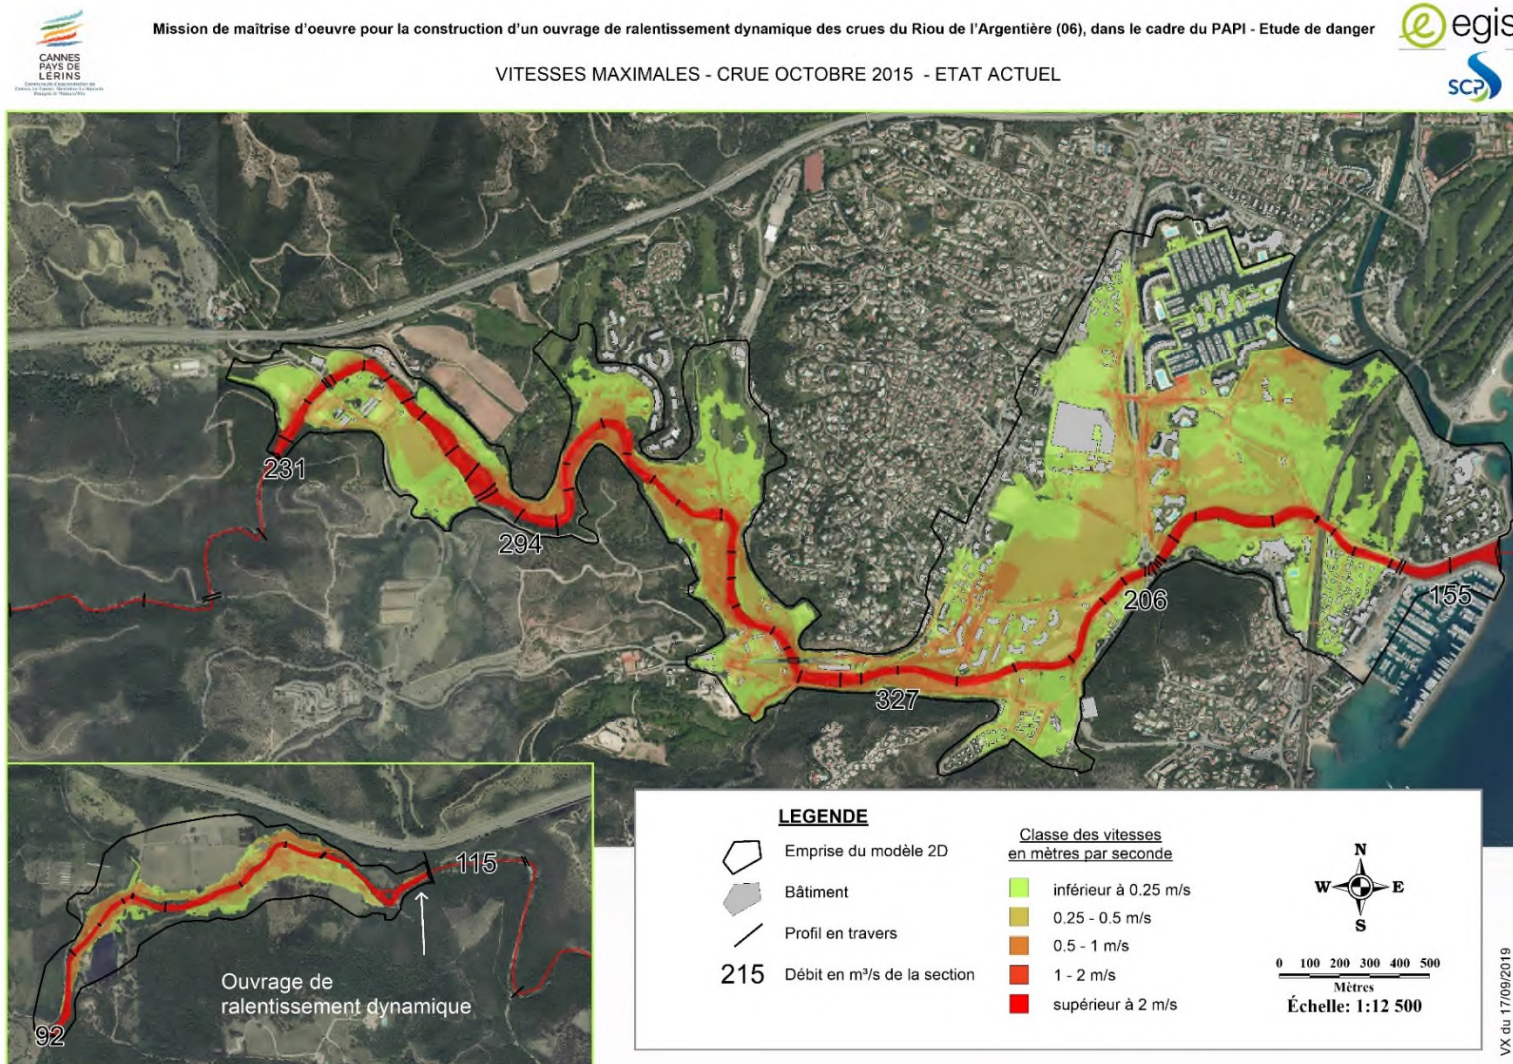 CANNES
PAYS DE
LÉRINS
Mission de maîtrise d'oeuvre pour la construction d'un ouvrage de ralentissement dynamique des crues du Riou de l'Argentière (06), dans le cadre du PAPI - Etude de danger
VITESSES MAXIMALES - CRUE OCTOBRE 2015 - ETAT ACTUEL
egis
SCP
231
294
327
206
155
115
92
Ouvrage de
ralentissement dynamique
LEGENDE
Emprise du modèle 2D
Bâtiment
Profil en travers
215 Débit en m³/s de la section
Classe des vitesses
en mètres par seconde
inférieur à 0.25 m/s
0.25 - 0.5 m/s
0.5 - 1 m/s
1 - 2 m/s
supérieur à 2 m/s
N
W E
S
0 100 200 300 400 500
Mètres
Échelle: 1:12 500
VX du 17/09/2019